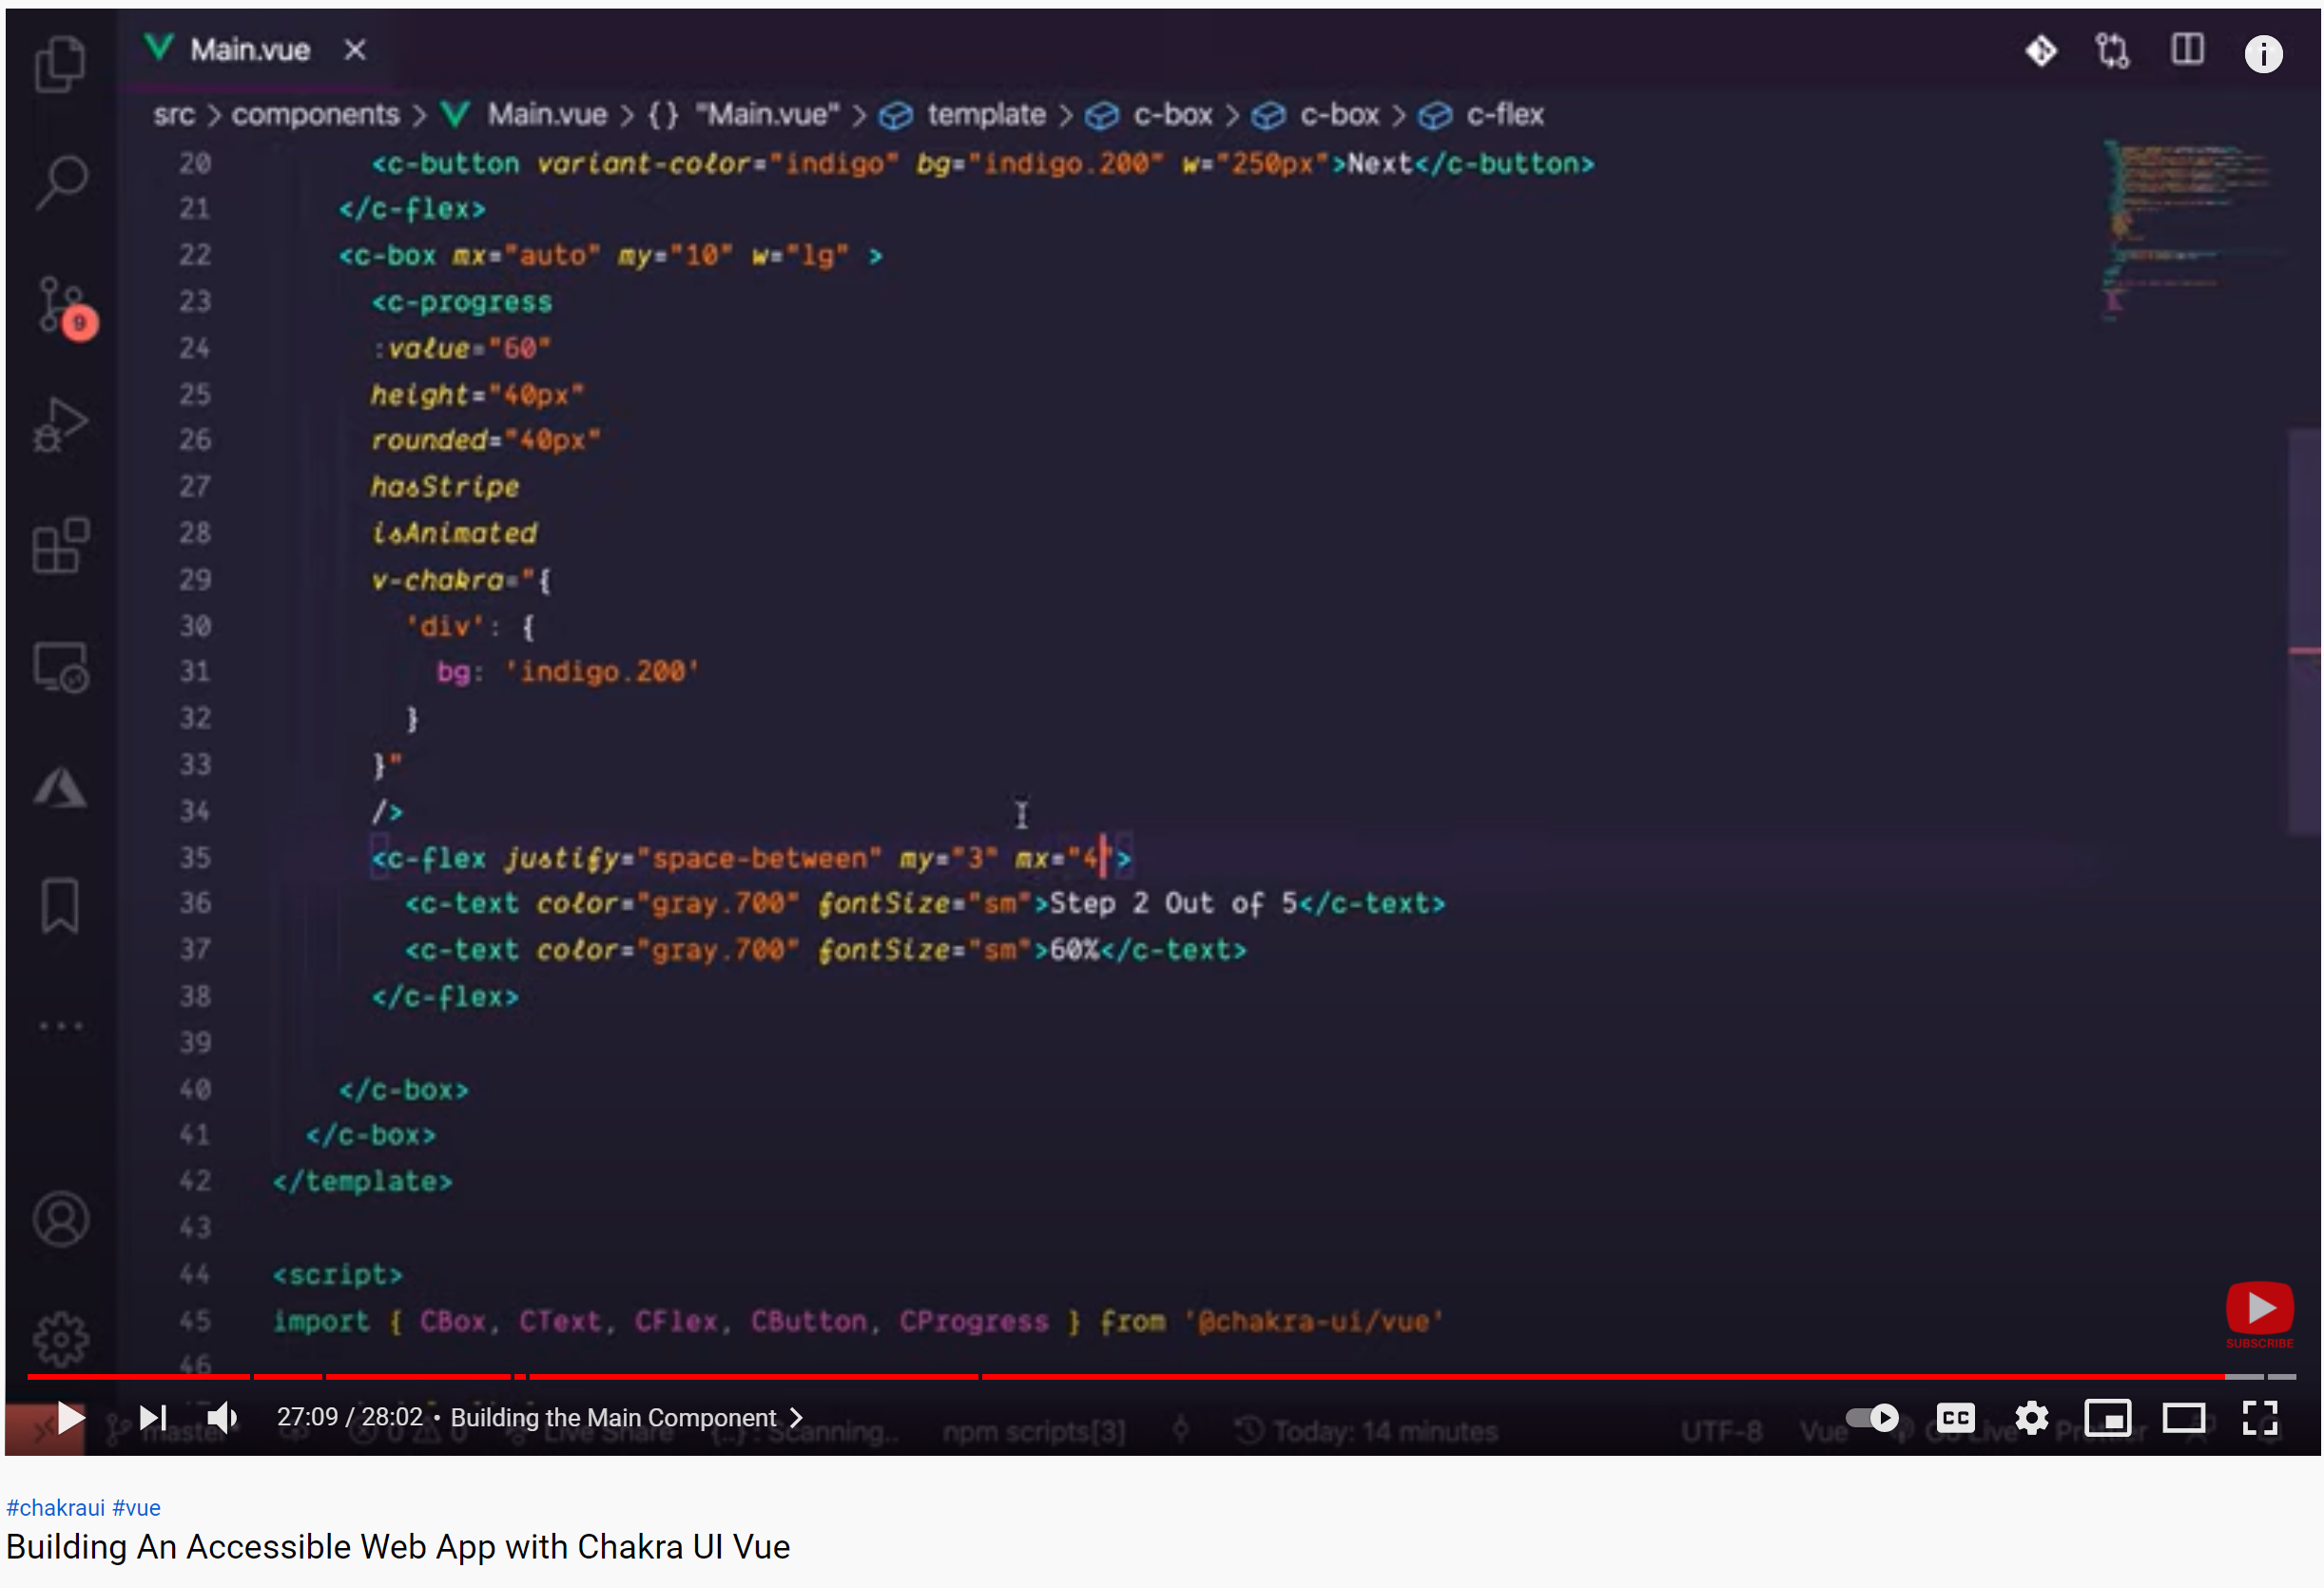 Main.vue
src > components > Main.vue > {} "Main.vue" > template > c-box > c-box > c-flex
20 <c-button variant-color="indigo" bg="indigo.200" w="250px">Next</c-button>
21 </c-flex>
22 <c-box mx="auto" my="10" w="lg" >
23 <c-progress
24 :value="60"
25 height="40px"
26 rounded="40px"
27 hasStripe
28 isAnimated
29 v-chakra="{
30 'div': {
31 bg: 'indigo.200'
32 }
33 }"
34 />
35 <c-flex justify="space-between" my="3" mx="4">
36 <c-text color="gray.700" fontSize="sm">Step 2 Out of 5</c-text>
37 <c-text color="gray.700" fontSize="sm">60%</c-text>
38 </c-flex>
39
40 </c-box>
41 </c-box>
42 </template>
43
44 <script>
45 import { CBox, CText, CFlex, CButton, CProgress } from '@chakra-ui/vue'
46
9
SUBSCRIBE
27:09 / 28:02 • Building the Main Component >
CC
master 0 0 Live Share {..} : Scanning.. npm scripts[3] Today: 14 minutes UTF-8 Vue Go Live Prettier
#chakraui #vue
Building An Accessible Web App with Chakra UI Vue